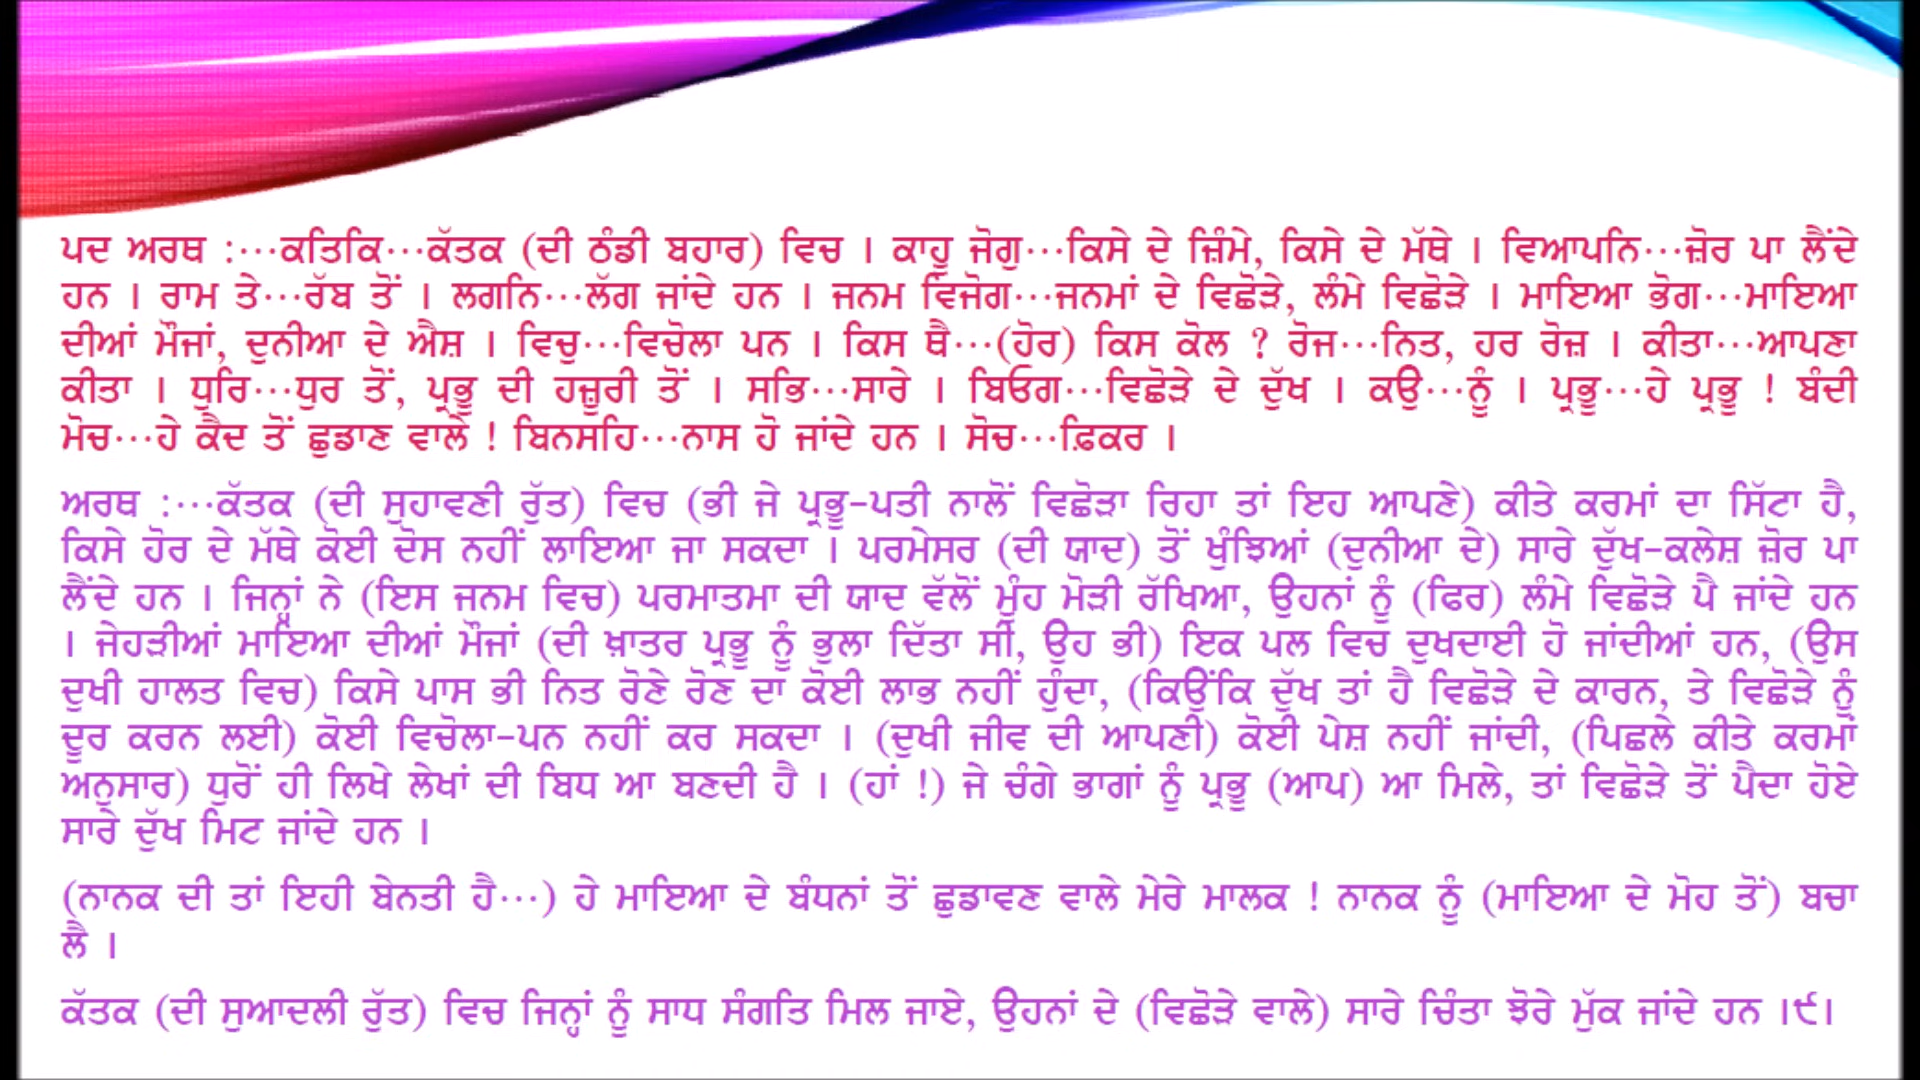 ਪਦ ਅਰਥ :…ਕਤਿਕਿ…ਕੱਤਕ (ਦੀ ਠੰਡੀ ਬਹਾਰ) ਵਿਚ । ਕਾਹੂ ਜੋਗੁ…ਕਿਸੇ ਦੇ ਜ਼ਿੰਮੇ, ਕਿਸੇ ਦੇ ਮੱਥੇ । ਵਿਆਪਨਿ…ਜ਼ੋਰ ਪਾ ਲੈਂਦੇ
ਹਨ । ਰਾਮ ਤੇ…ਰੱਬ ਤੋਂ । ਲਗਨਿ…ਲੱਗ ਜਾਂਦੇ ਹਨ । ਜਨਮ ਵਿਜੋਗ…ਜਨਮਾਂ ਦੇ ਵਿਛੋੜੇ, ਲੰਮੇ ਵਿਛੋੜੇ । ਮਾਇਆ ਭੋਗ…ਮਾਇਆ
ਦੀਆਂ ਮੌਜਾਂ, ਦੁਨੀਆ ਦੇ ਐਸ਼ । ਵਿਚੁ…ਵਿਚੋਲਾ ਪਨ । ਕਿਸ ਥੈ…(ਹੋਰ) ਕਿਸ ਕੋਲ ? ਰੋਜ…ਨਿਤ, ਹਰ ਰੋਜ਼ । ਕੀਤਾ…ਆਪਣਾ
ਕੀਤਾ । ਧੁਰਿ…ਧੁਰ ਤੋਂ, ਪ੍ਰਭੂ ਦੀ ਹਜ਼ੂਰੀ ਤੋਂ । ਸਭਿ…ਸਾਰੇ । ਬਿਓਗ…ਵਿਛੋੜੇ ਦੇ ਦੁੱਖ । ਕਉ…ਨੂੰ । ਪ੍ਰਭੂ…ਹੇ ਪ੍ਰਭੂ ! ਬੰਦੀ
ਮੋਚ…ਹੇ ਕੈਦ ਤੋਂ ਛੁਡਾਣ ਵਾਲੇ ! ਬਿਨਸਹਿ…ਨਾਸ ਹੋ ਜਾਂਦੇ ਹਨ । ਸੋਚ…ਫ਼ਿਕਰ ।
ਅਰਥ :…ਕੱਤਕ (ਦੀ ਸੁਹਾਵਣੀ ਰੁੱਤ) ਵਿਚ (ਭੀ ਜੇ ਪ੍ਰਭੂ-ਪਤੀ ਨਾਲੋਂ ਵਿਛੋੜਾ ਰਿਹਾ ਤਾਂ ਇਹ ਆਪਣੇ) ਕੀਤੇ ਕਰਮਾਂ ਦਾ ਸਿੱਟਾ ਹੈ,
ਕਿਸੇ ਹੋਰ ਦੇ ਮੱਥੇ ਕੋਈ ਦੋਸ ਨਹੀਂ ਲਾਇਆ ਜਾ ਸਕਦਾ । ਪਰਮੇਸਰ (ਦੀ ਯਾਦ) ਤੋਂ ਖੁੰਝਿਆਂ (ਦੁਨੀਆ ਦੇ) ਸਾਰੇ ਦੁੱਖ-ਕਲੇਸ਼ ਜ਼ੋਰ ਪਾ
ਲੈਂਦੇ ਹਨ । ਜਿਨ੍ਹਾਂ ਨੇ (ਇਸ ਜਨਮ ਵਿਚ) ਪਰਮਾਤਮਾ ਦੀ ਯਾਦ ਵੱਲੋਂ ਮੂੰਹ ਮੋੜੀ ਰੱਖਿਆ, ਉਹਨਾਂ ਨੂੰ (ਫਿਰ) ਲੰਮੇ ਵਿਛੋੜੇ ਪੈ ਜਾਂਦੇ ਹਨ
। ਜੇਹੜੀਆਂ ਮਾਇਆ ਦੀਆਂ ਮੌਜਾਂ (ਦੀ ਖ਼ਾਤਰ ਪ੍ਰਭੂ ਨੂੰ ਭੁਲਾ ਦਿੱਤਾ ਸੀ, ਉਹ ਭੀ) ਇਕ ਪਲ ਵਿਚ ਦੁਖਦਾਈ ਹੋ ਜਾਂਦੀਆਂ ਹਨ, (ਉਸ
ਦੁਖੀ ਹਾਲਤ ਵਿਚ) ਕਿਸੇ ਪਾਸ ਭੀ ਨਿਤ ਰੋਣੇ ਰੋਣ ਦਾ ਕੋਈ ਲਾਭ ਨਹੀਂ ਹੁੰਦਾ, (ਕਿਉਂਕਿ ਦੁੱਖ ਤਾਂ ਹੈ ਵਿਛੋੜੇ ਦੇ ਕਾਰਨ, ਤੇ ਵਿਛੋੜੇ ਨੂੰ
ਦੂਰ ਕਰਨ ਲਈ) ਕੋਈ ਵਿਚੋਲਾ-ਪਨ ਨਹੀਂ ਕਰ ਸਕਦਾ । (ਦੁਖੀ ਜੀਵ ਦੀ ਆਪਣੀ) ਕੋਈ ਪੇਸ਼ ਨਹੀਂ ਜਾਂਦੀ, (ਪਿਛਲੇ ਕੀਤੇ ਕਰਮਾਂ
ਅਨੁਸਾਰ) ਧੁਰੋਂ ਹੀ ਲਿਖੇ ਲੇਖਾਂ ਦੀ ਬਿਧ ਆ ਬਣਦੀ ਹੈ । (ਹਾਂ !) ਜੇ ਚੰਗੇ ਭਾਗਾਂ ਨੂੰ ਪ੍ਰਭੂ (ਆਪ) ਆ ਮਿਲੇ, ਤਾਂ ਵਿਛੋੜੇ ਤੋਂ ਪੈਦਾ ਹੋਏ
ਸਾਰੇ ਦੁੱਖ ਮਿਟ ਜਾਂਦੇ ਹਨ ।
(ਨਾਨਕ ਦੀ ਤਾਂ ਇਹੀ ਬੇਨਤੀ ਹੈ…) ਹੇ ਮਾਇਆ ਦੇ ਬੰਧਨਾਂ ਤੋਂ ਛੁਡਾਵਣ ਵਾਲੇ ਮੇਰੇ ਮਾਲਕ ! ਨਾਨਕ ਨੂੰ (ਮਾਇਆ ਦੇ ਮੋਹ ਤੋਂ) ਬਚਾ
ਲੈ ।
ਕੱਤਕ (ਦੀ ਸੁਆਦਲੀ ਰੁੱਤ) ਵਿਚ ਜਿਨ੍ਹਾਂ ਨੂੰ ਸਾਧ ਸੰਗਤਿ ਮਿਲ ਜਾਏ, ਉਹਨਾਂ ਦੇ (ਵਿਛੋੜੇ ਵਾਲੇ) ਸਾਰੇ ਚਿੰਤਾ ਝੋਰੇ ਮੁੱਕ ਜਾਂਦੇ ਹਨ ।੯।